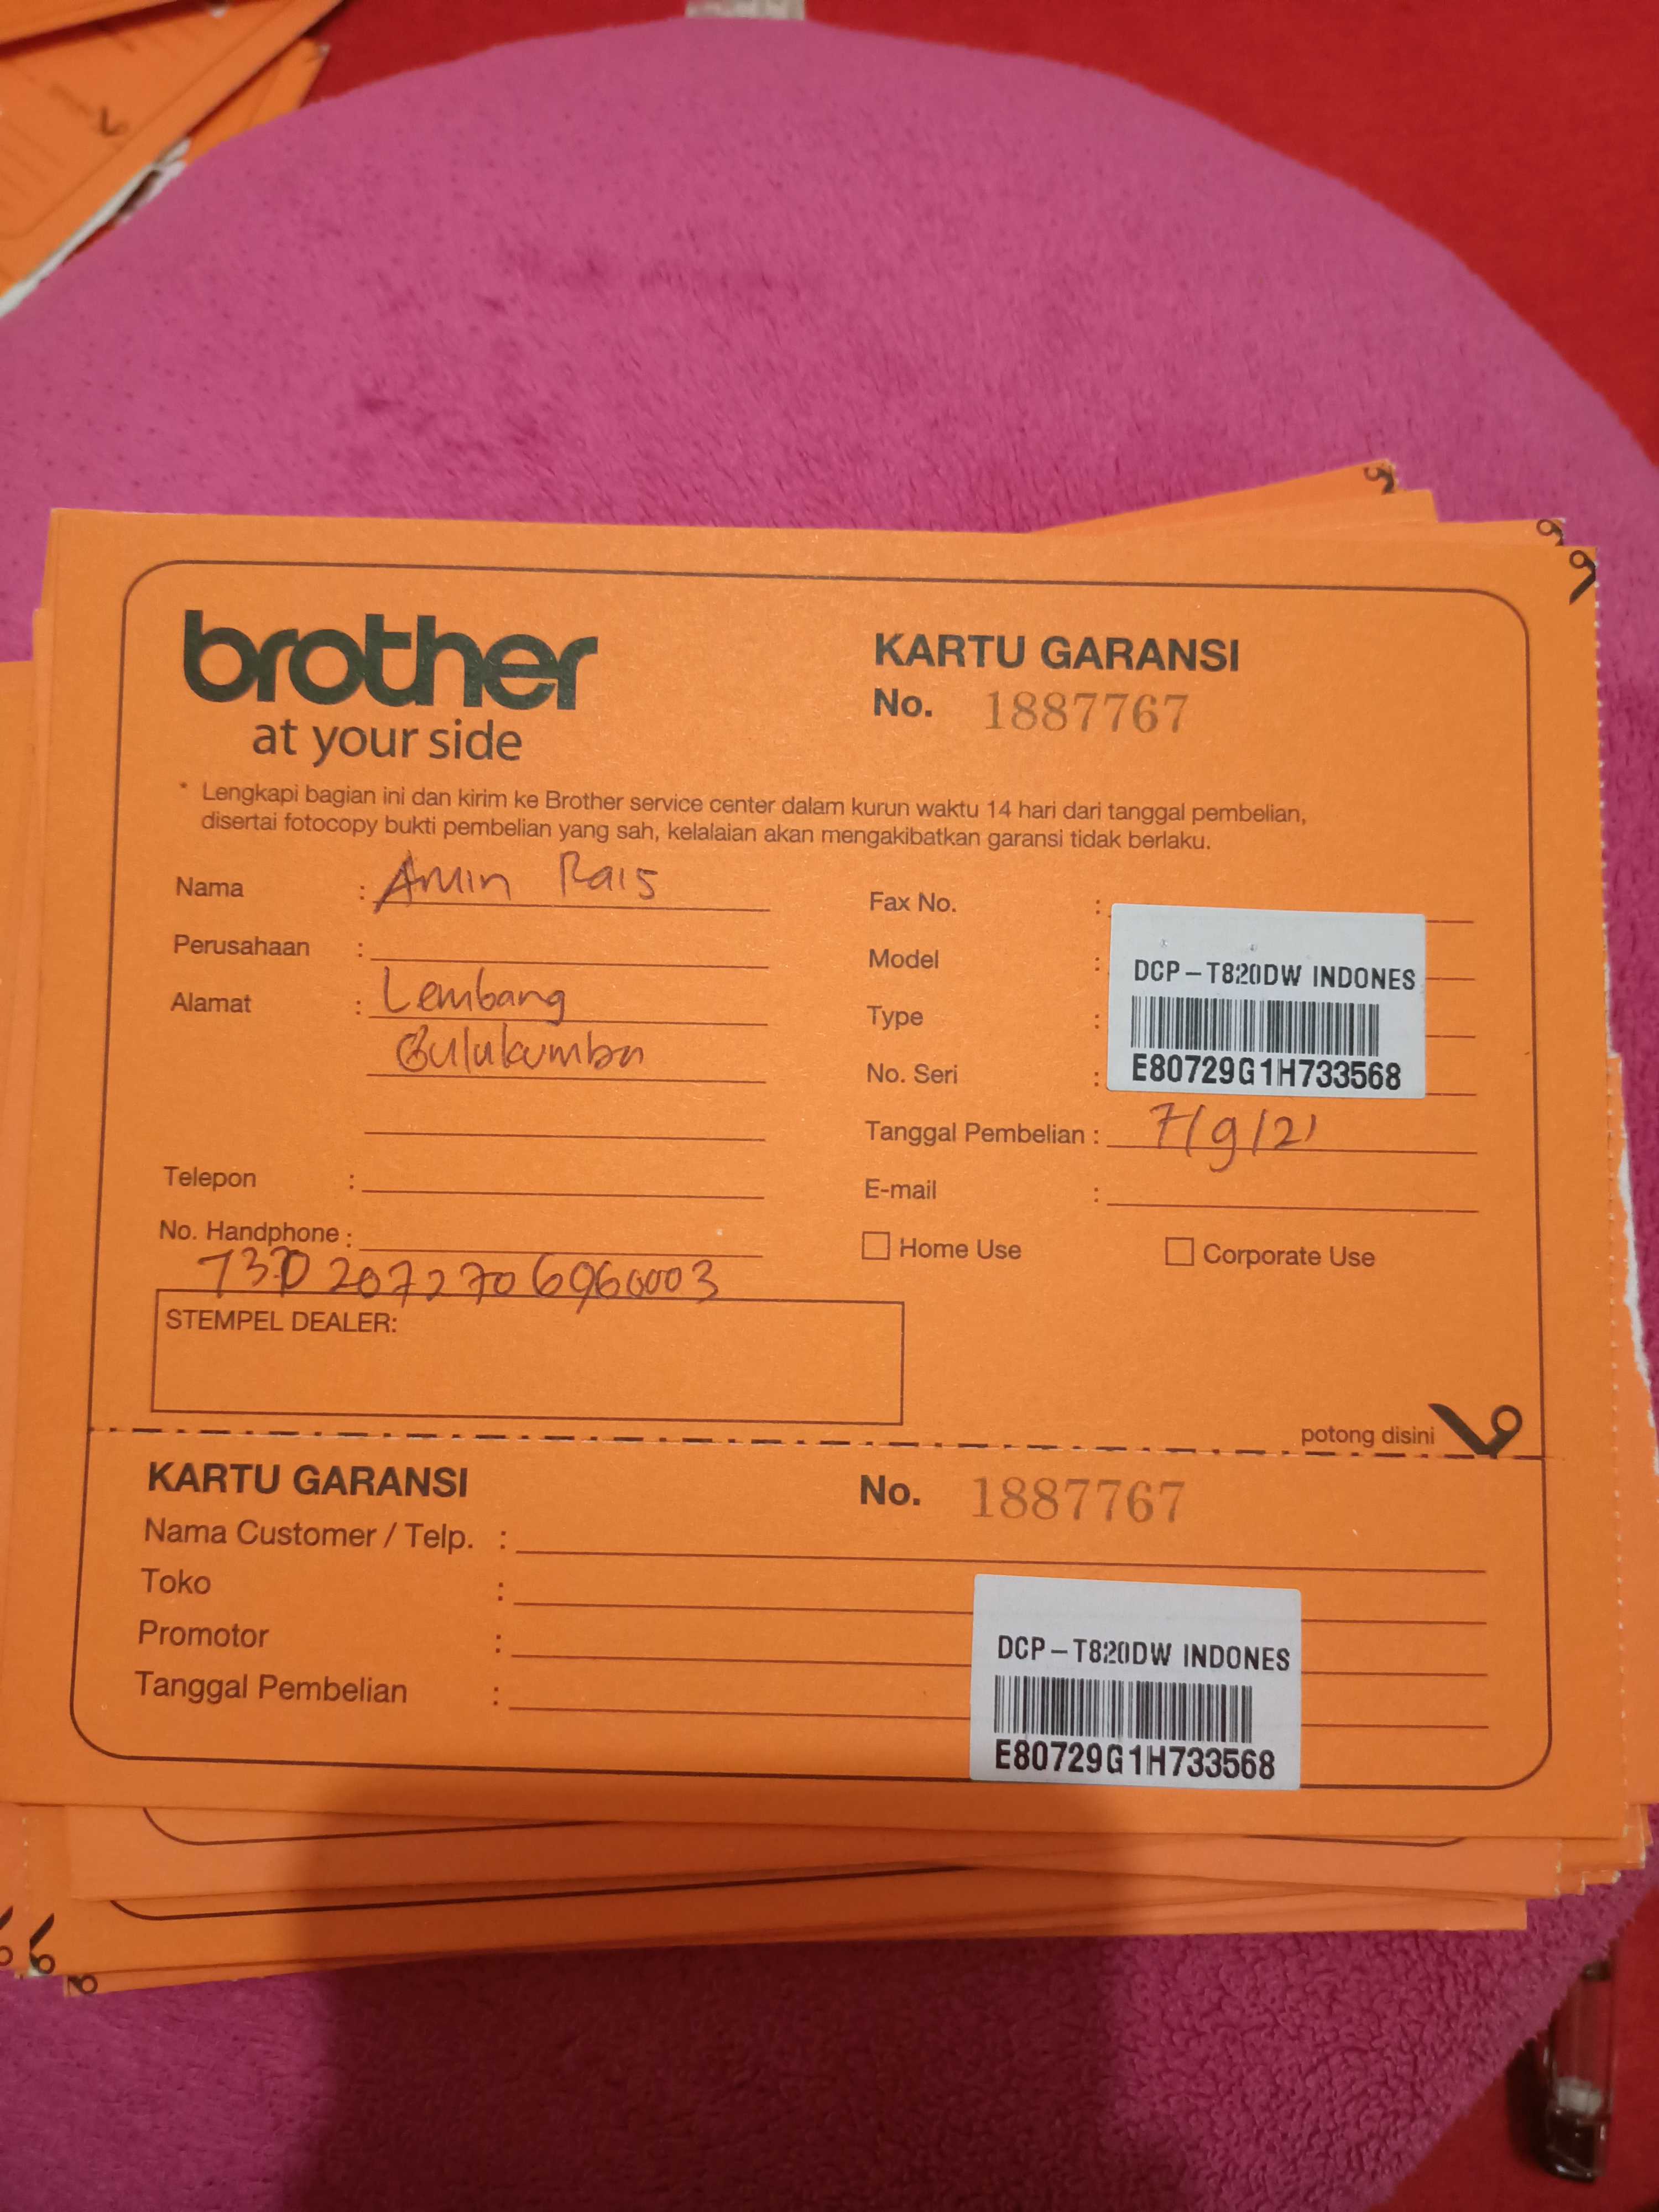 brother
at your side
KARTU GARANSI
No. 1887767
* Lengkapi bagian ini dan kirim ke Brother service center dalam kurun waktu 14 hari dari tanggal pembelian,
disertai fotocopy bukti pembelian yang sah, kelalaian akan mengakibatkan garansi tidak berlaku.
Nama : Amin Rais
Perusahaan :
Alamat : Lembang
Bulukumba
Telepon :
No. Handphone :
7302072706960003
STEMPEL DEALER:
Fax No. :
Model :
Type :
No. Seri :
DCP-T820DW INDONES
E80729G1H733568
Tanggal Pembelian : 7/9/21
E-mail :
Home Use Corporate Use
potong disini
KARTU GARANSI No. 1887767
Nama Customer / Telp. :
Toko :
Promotor :
Tanggal Pembelian :
DCP-T820DW INDONES
E80729G1H733568